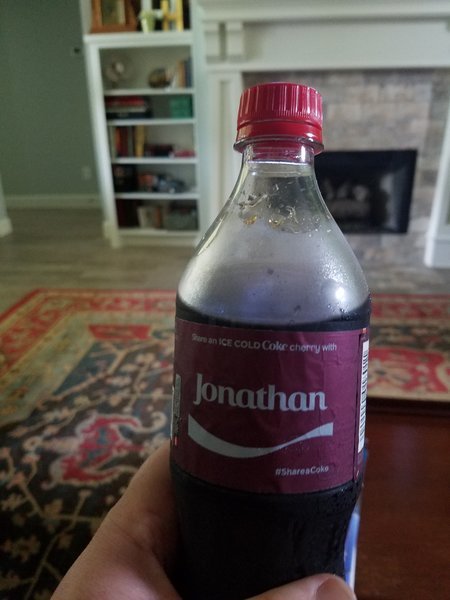 Share an ICE COLD Coke cherry with
Jonathan
#ShareaCoke